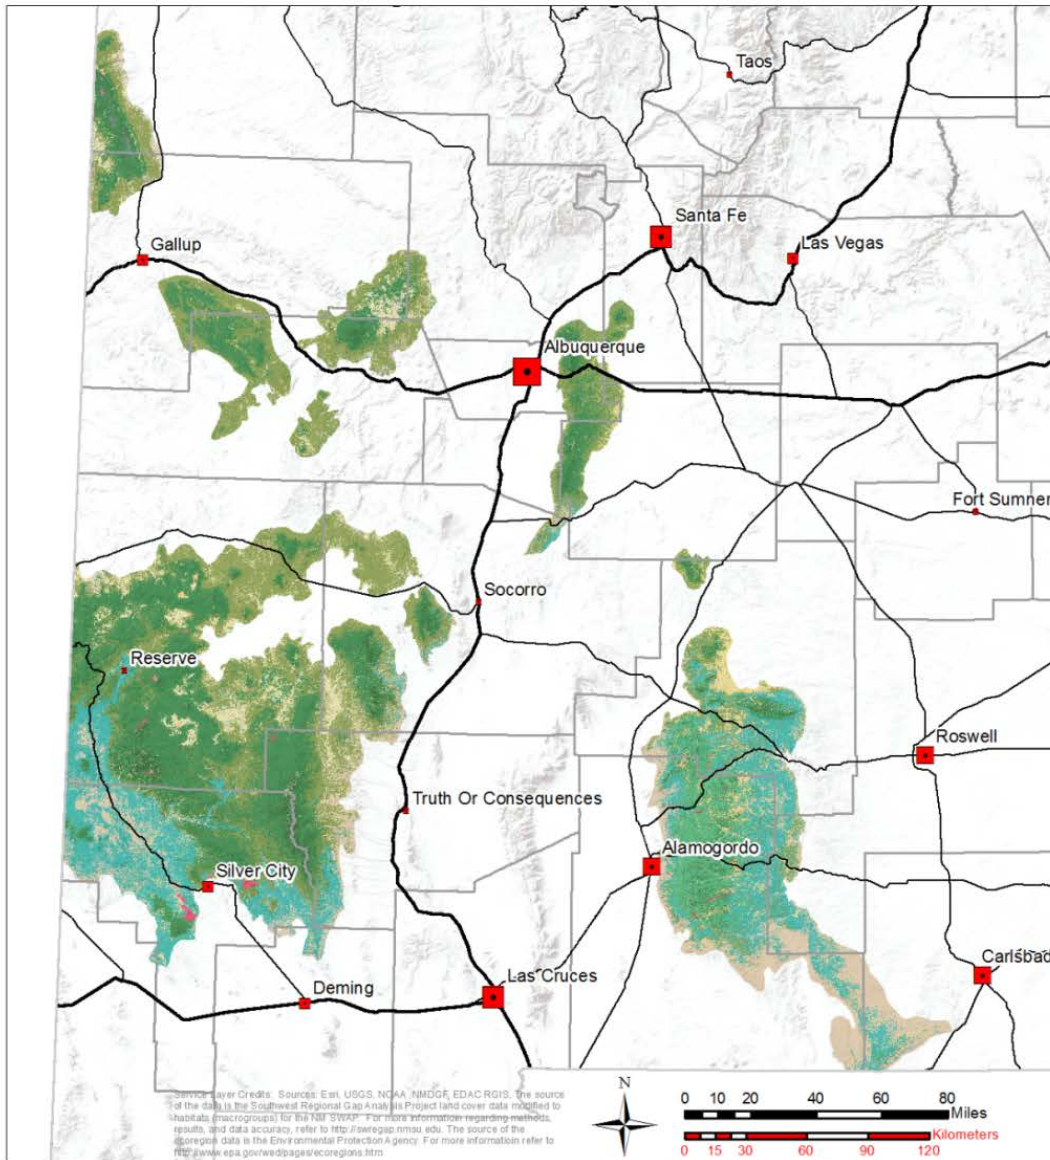 Taos
Santa Fe
Las Vegas
Gallup
Albuquerque
Fort Sumner
Socorro
Reserve
Roswell
Truth Or Consequences
Alamogordo
Silver City
Carlsbad
Las Cruces
Deming
Service Layer Credits: Sources: Esri, USGS, NOAA, NMDGF, EDAC RGIS, The source
of the data is the Southwest Regional Gap Analysis Project land cover data modified to
habitats (macrogroups) for the NM SWAP. For more information regarding methods,
results, and data accuracy, refer to http://swregap.nmsu.edu. The source of the
ecoregion data is the Environmental Protection Agency. For more information refer to
http://www.epa.gov/wed/pages/ecoregions.htm
N
0 10 20 40 60 80
Miles
Kilometers
0 15 30 60 90 120